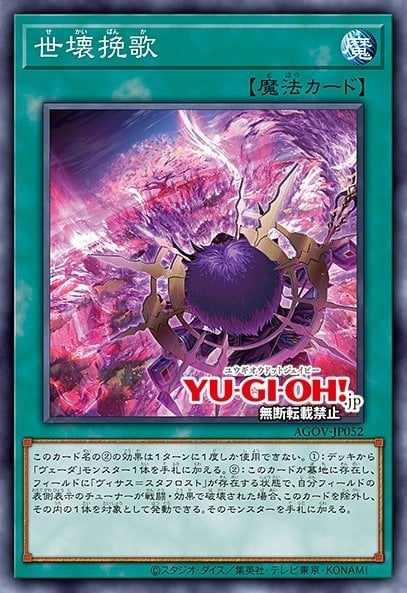 せかいばんか
世壊挽歌
魔
まほう
【魔法カード】
ユウギオウドットジェイピー
YU-GI-OH!.jp
無断転載禁止
AGOV-JP052
このカード名の②の効果は1ターンに1度しか使用できない。①：デッキから
「ヴェーダ」モンスター1体を手札に加える。②：このカードが墓地に存在し、
フィールドに「ヴィサス=スタフロスト」が存在する状態で、自分フィールドの
表側表示のチューナーが戦闘・効果で破壊された場合、このカードを除外し、
その内の1体を対象として発動できる。そのモンスターを手札に加える。
©スタジオ・ダイス／集英社・テレビ東京・KONAMI